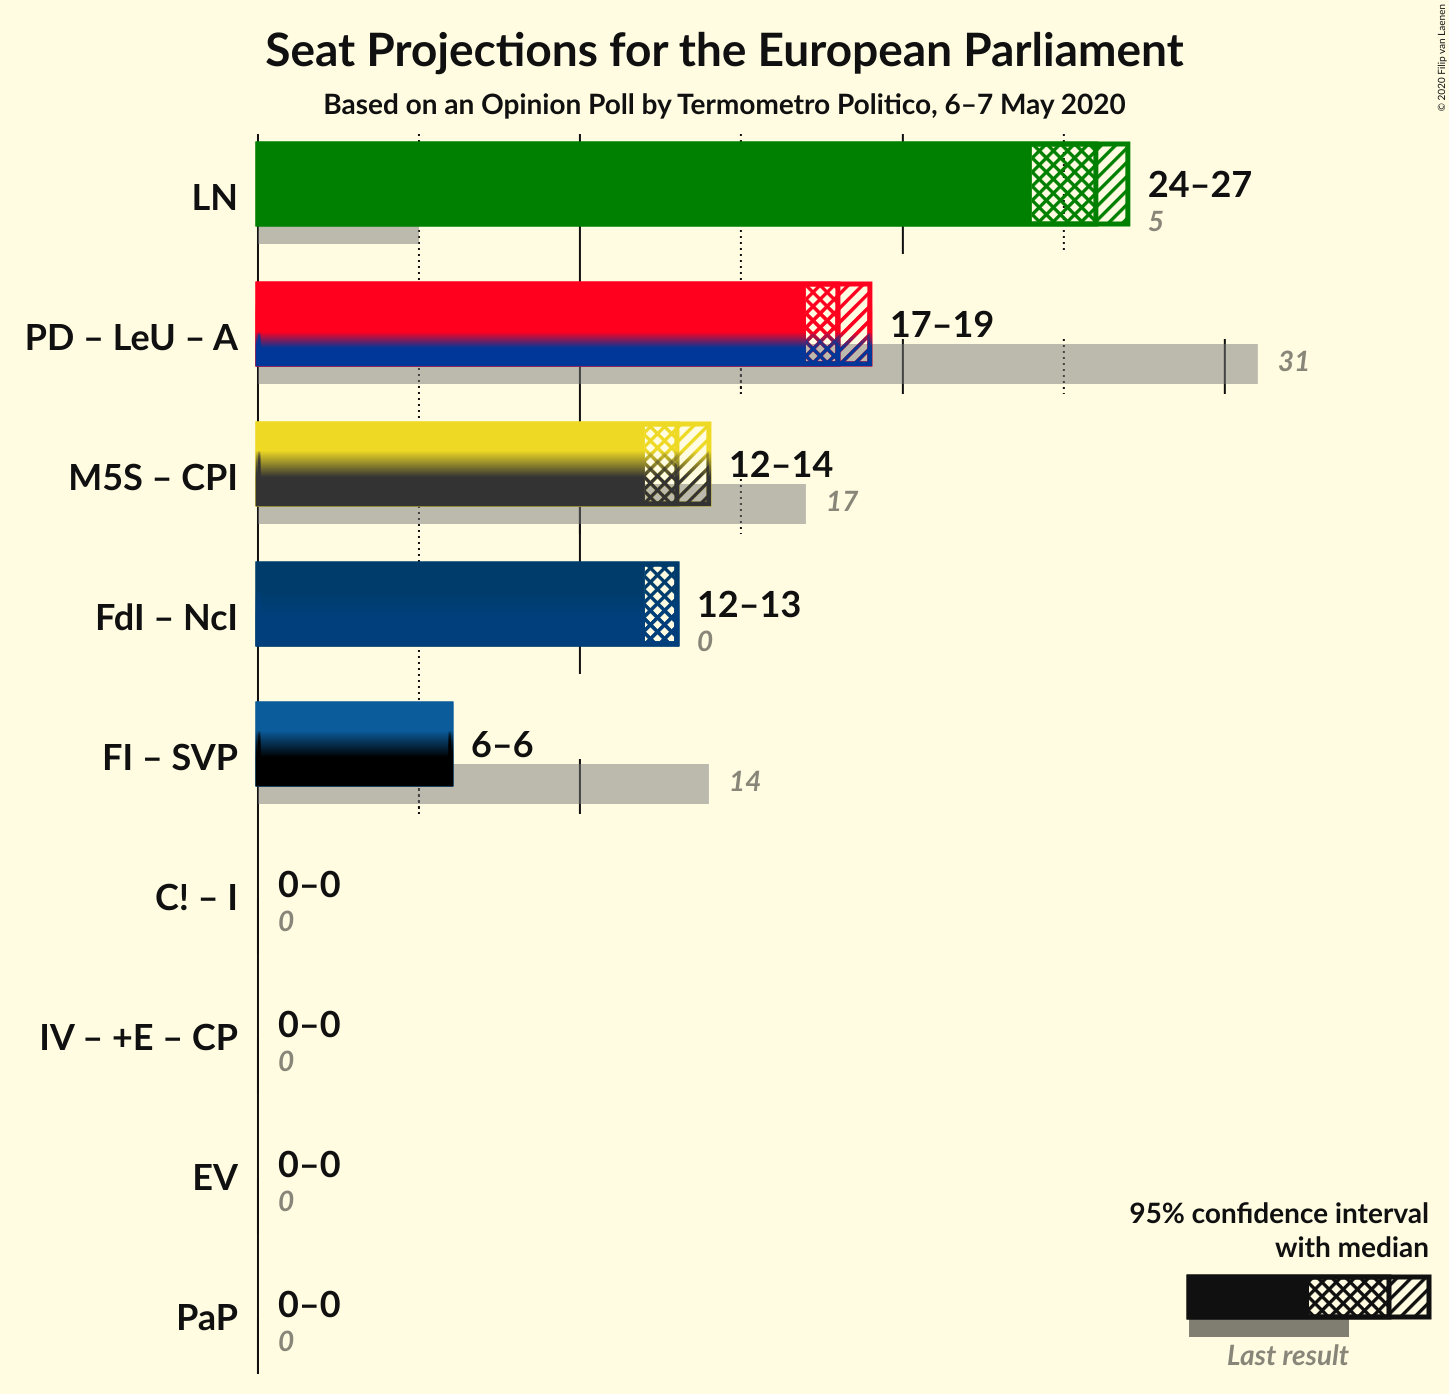 Seat Projections for the European Parliament
Based on an Opinion Poll by Termometro Politico, 6–7 May 2020
© 2020 Filip van Laenen
LN
24–27
5
PD – LeU – A
17–19
31
M5S – CPI
12–14
17
FdI – NcI
12–13
0
FI – SVP
6–6
14
C! – I
0–0
0
IV – +E – CP
0–0
0
EV
0–0
0
PaP
0–0
0
95% confidence interval
with median
Last result